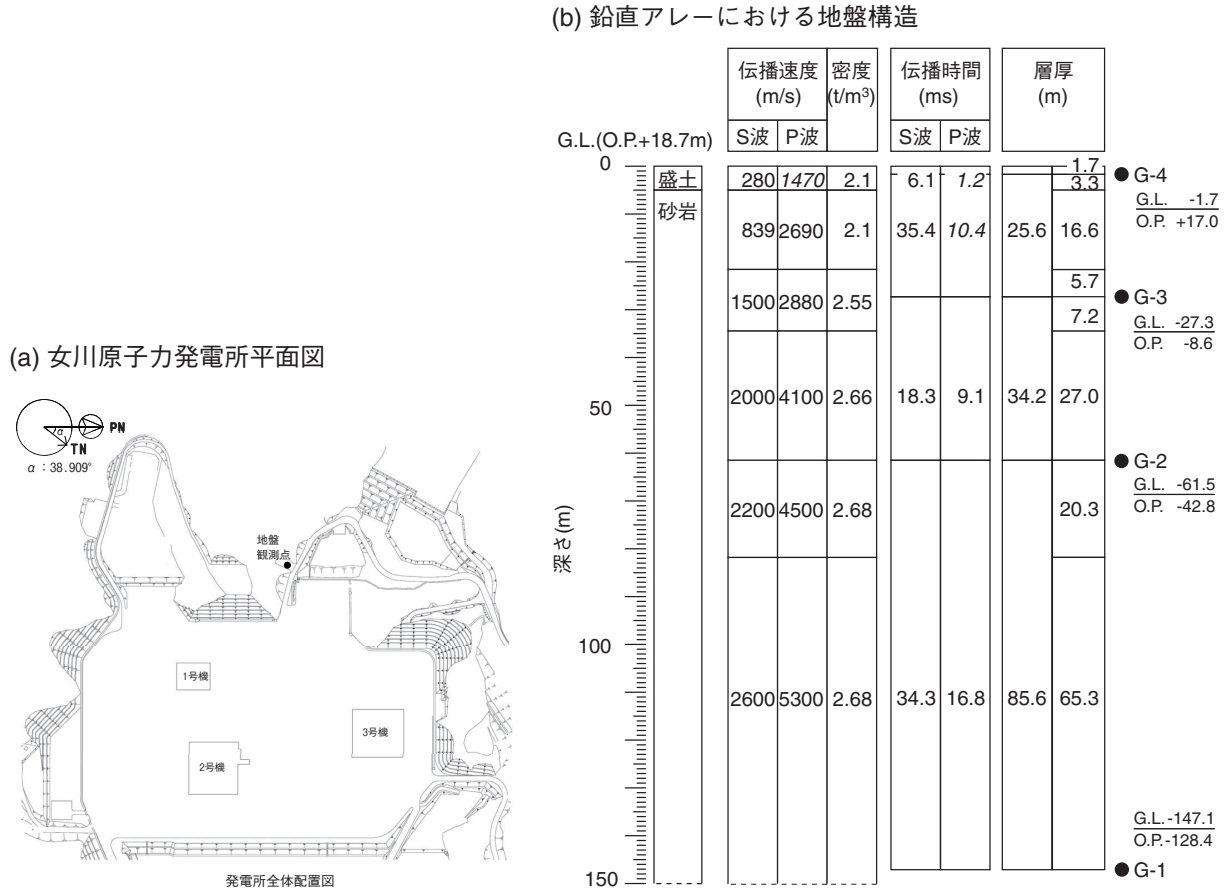 (b) 鉛直アレーにおける地盤構造
伝播速度
(m/s)
密度
(t/m³)
伝播時間
(ms)
層厚
(m)
S波 P波
S波 P波
G.L.(O.P.+18.7m)
0
50
100
150
深さ(m)
盛土
砂岩
280 1470 2.1 6.1 1.2
1.7
3.3
839 2690 2.1 35.4 10.4 25.6 16.6
5.7
1500 2880 2.55
7.2
2000 4100 2.66 18.3 9.1 34.2 27.0
2200 4500 2.68 20.3
2600 5300 2.68 34.3 16.8 85.6 65.3
G-4
G.L. -1.7
O.P. +17.0
G-3
G.L. -27.3
O.P. -8.6
G-2
G.L. -61.5
O.P. -42.8
G.L.-147.1
O.P.-128.4
G-1
(a) 女川原子力発電所平面図
PN
α
TN
α : 38.909°
地盤
観測点
1号機
2号機
3号機
発電所全体配置図